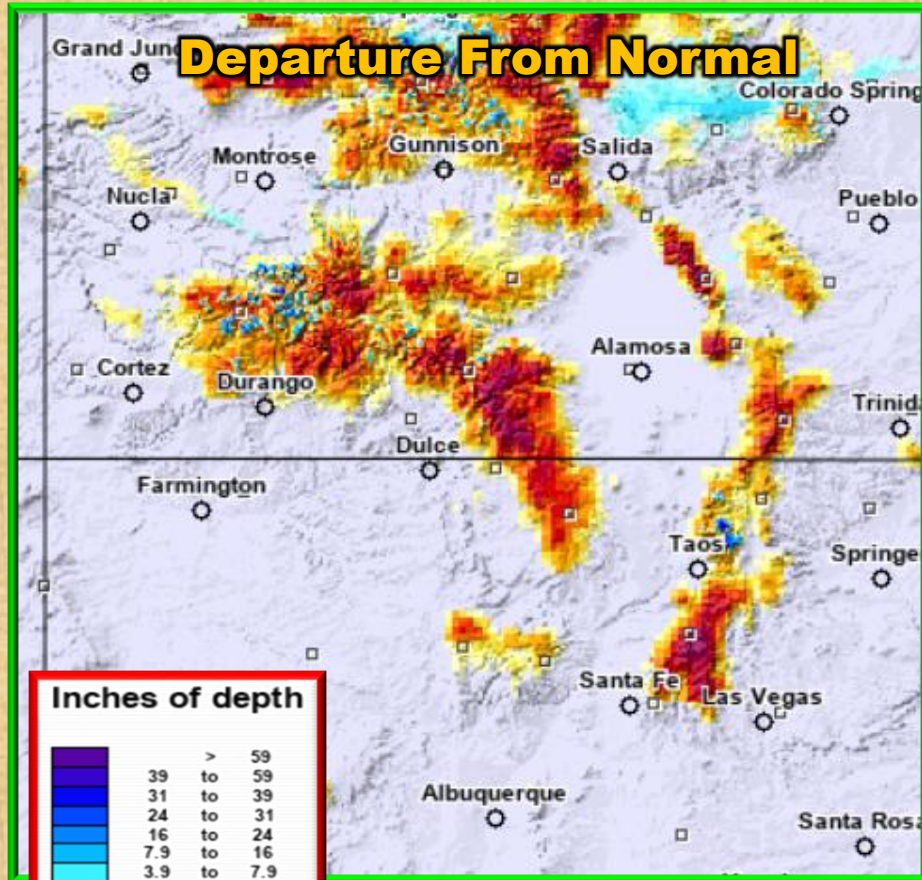 Departure From Normal
Grand Junc
Colorado Spring
Gunnison
Salida
Montrose
Nucla
Pueblo
Alamosa
Cortez
Durango
Trinida
Dulce
Farmington
Taos
Springe
Santa Fe
Las Vegas
Inches of depth
> 59
39 to 59
31 to 39
24 to 31
16 to 24
7.9 to 16
3.9 to 7.9
Albuquerque
Santa Rosa